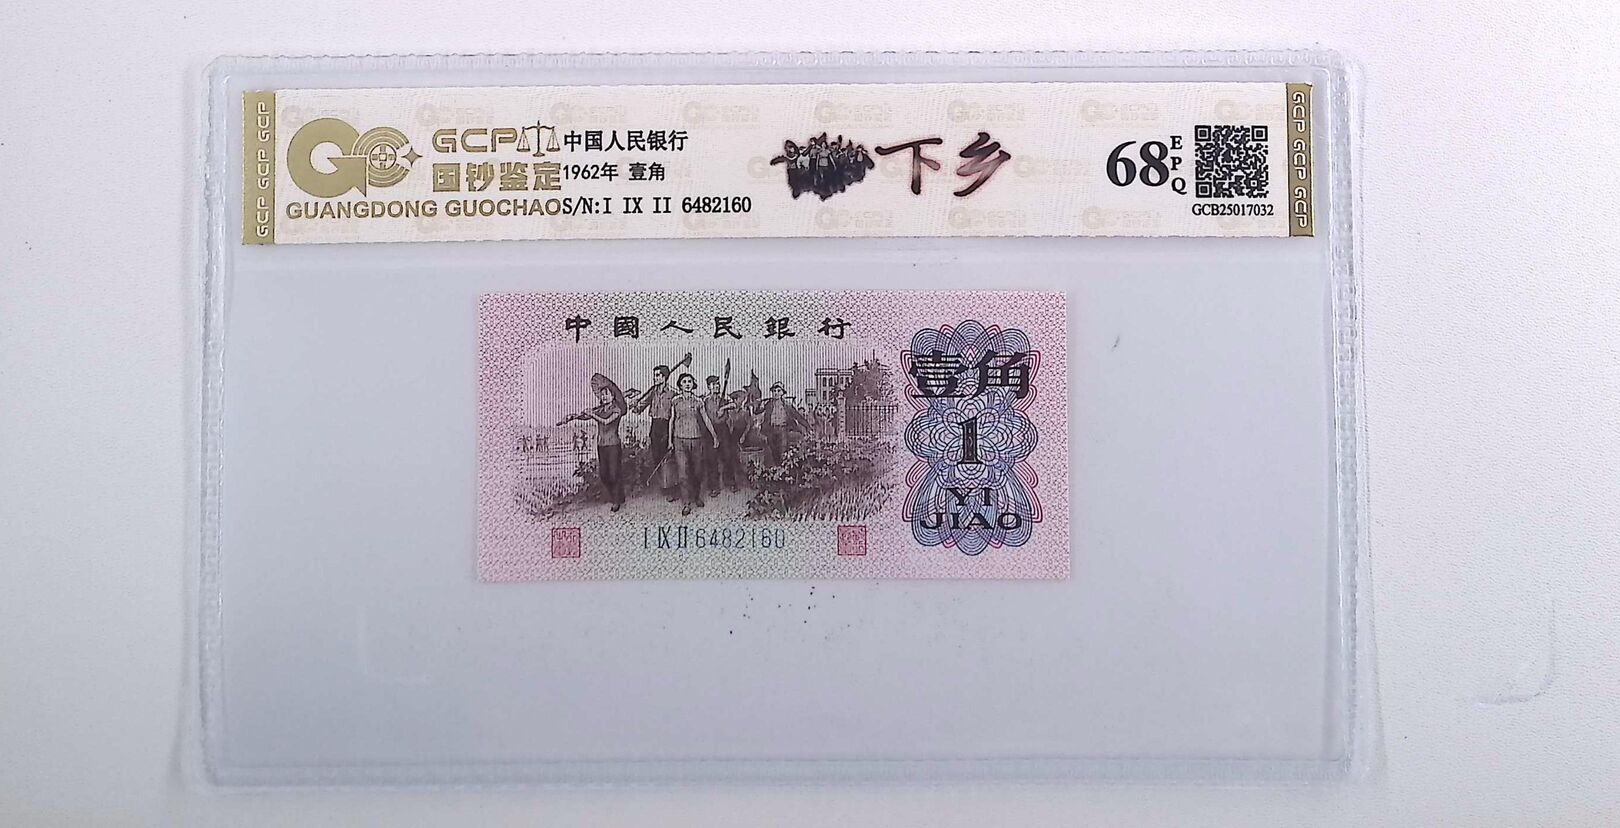 GCP
国钞鉴定
GUANGDONG GUOCHAO
中国人民银行
1962年 壹角
S/N:I IX II 6482160
下乡
68
EPQ
GCB25017032
GCP GCP GCP
GCP GCP GCP
中國人民銀行
壹角
1
YI
JIAO
I IX II 6482160